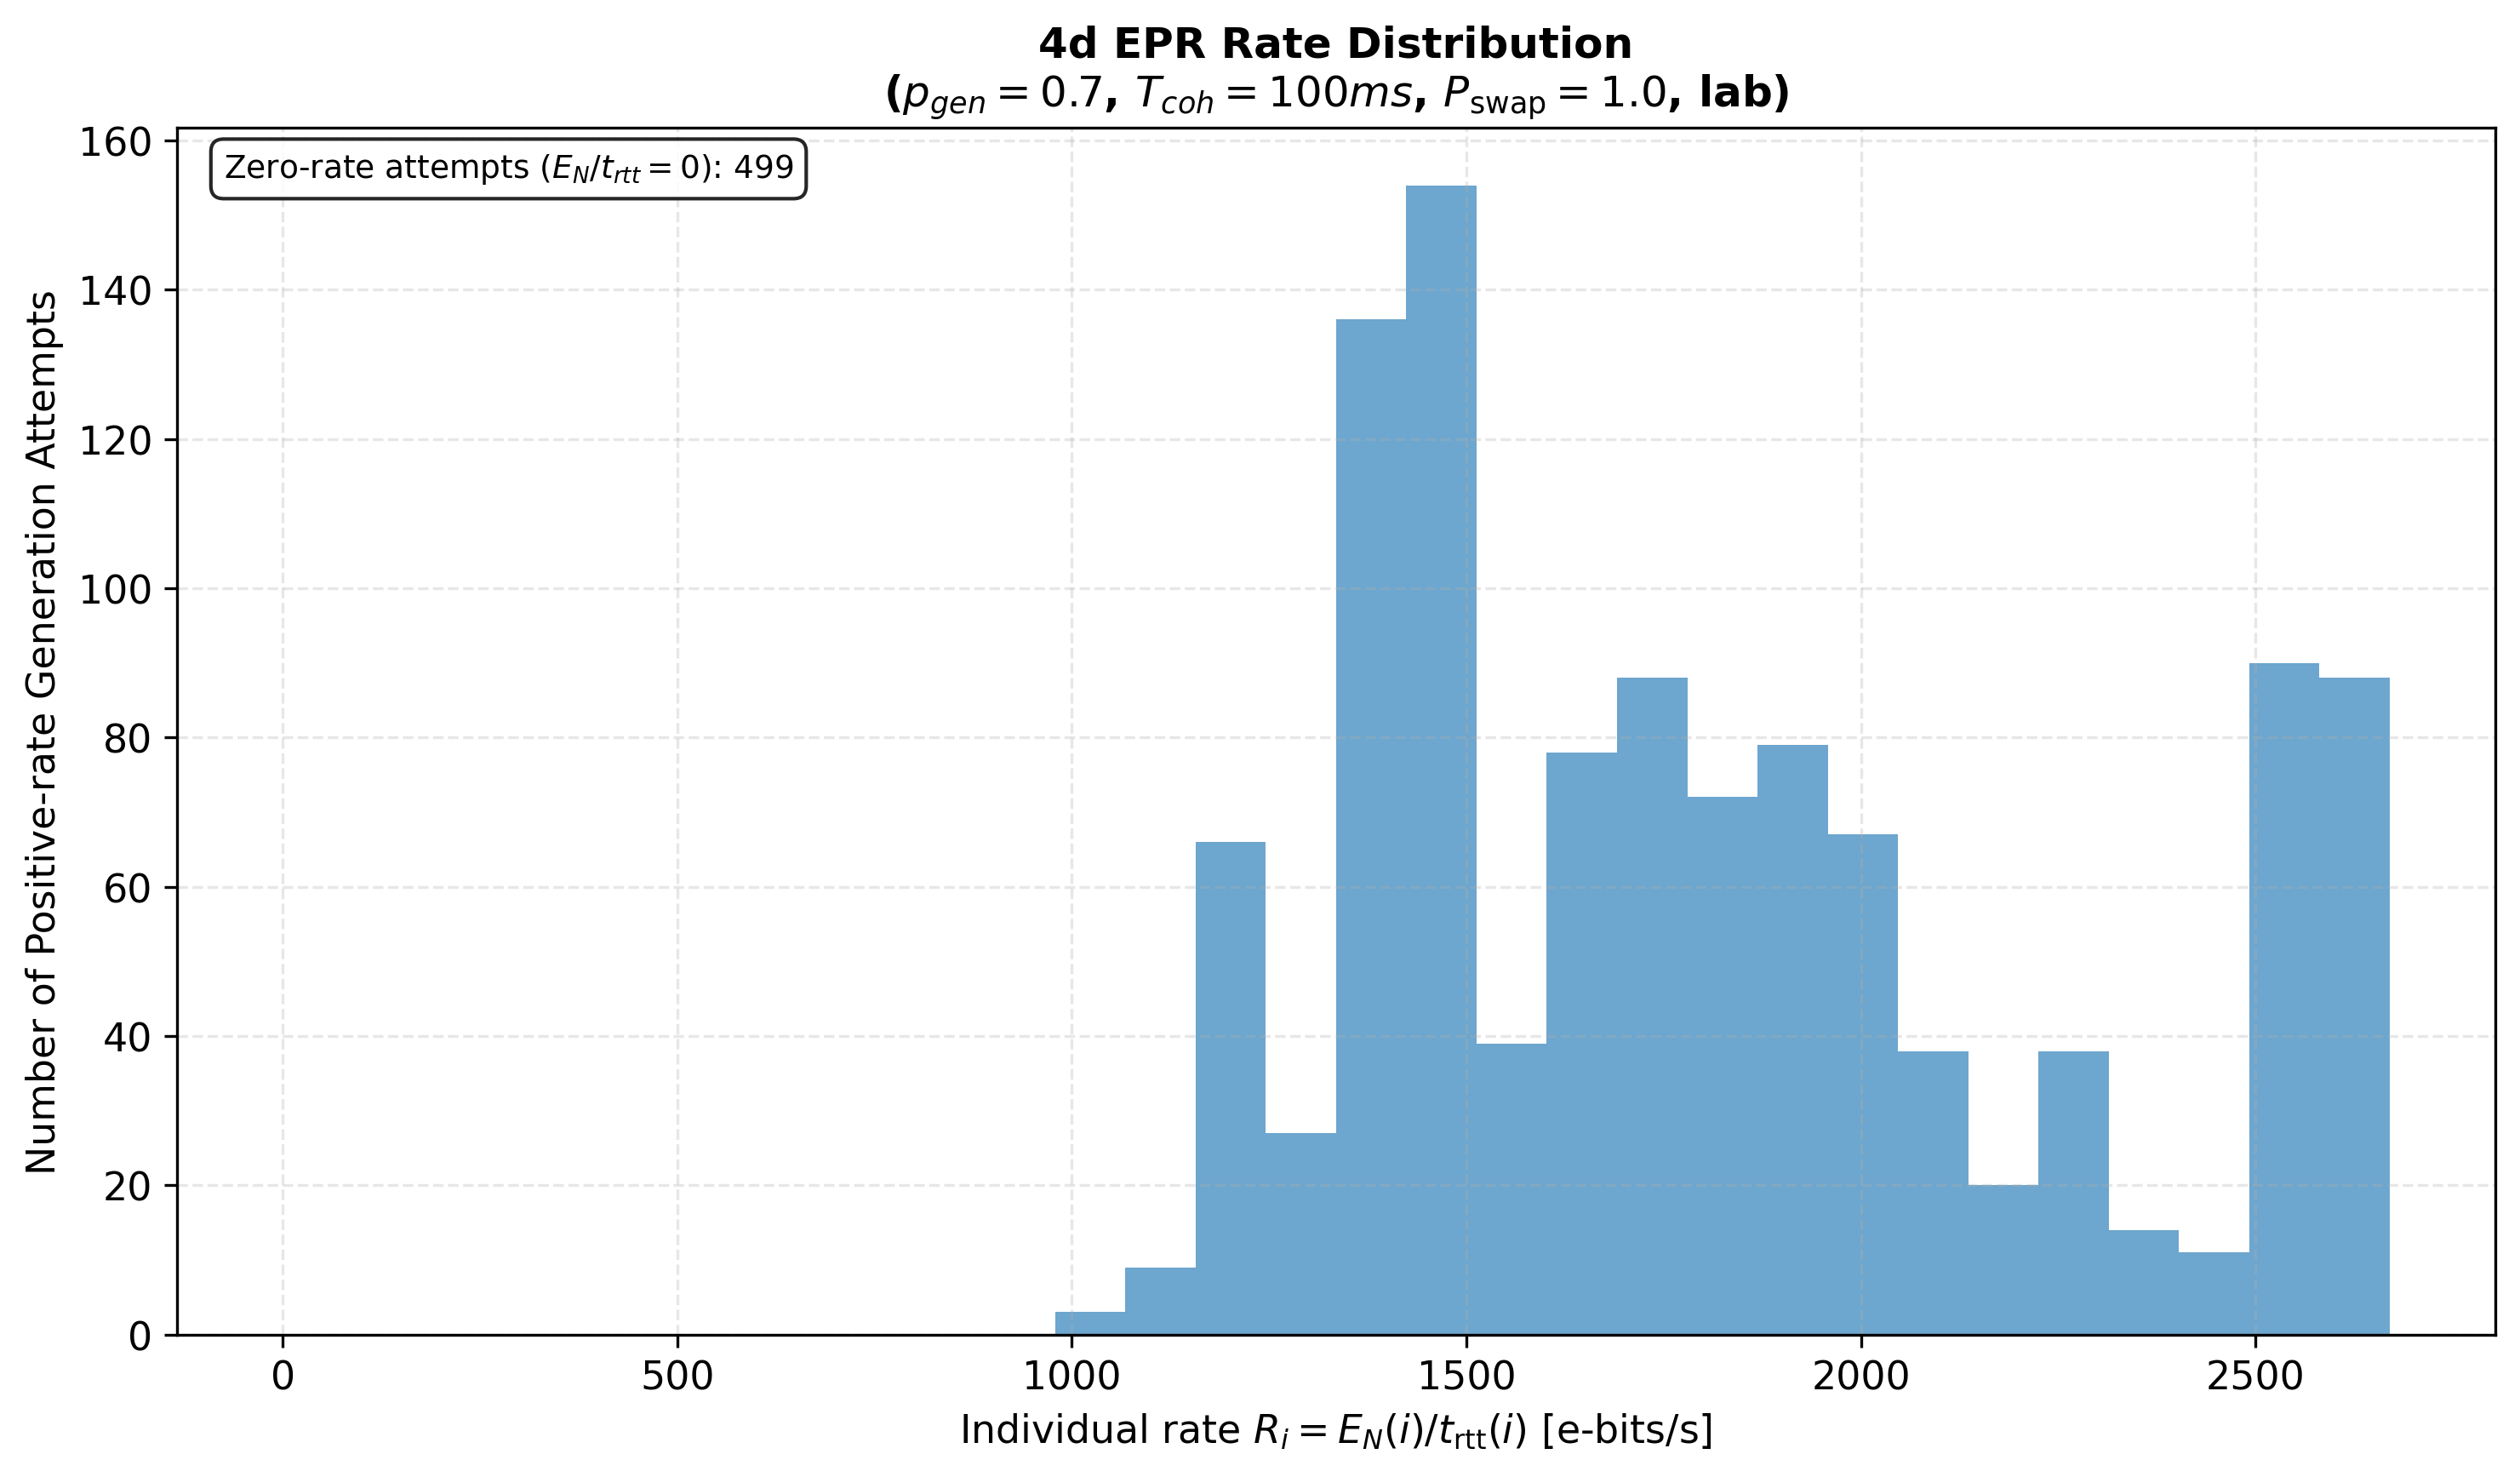 4d EPR Rate Distribution
(p_gen = 0.7, T_coh = 100ms, P_swap = 1.0, lab)
Zero-rate attempts (E_N/t_rtt = 0): 499
160
140
120
100
80
60
40
20
0
Number of Positive-rate Generation Attempts
0 500 1000 1500 2000 2500
Individual rate R_i = E_N(i)/t_rtt(i) [e-bits/s]